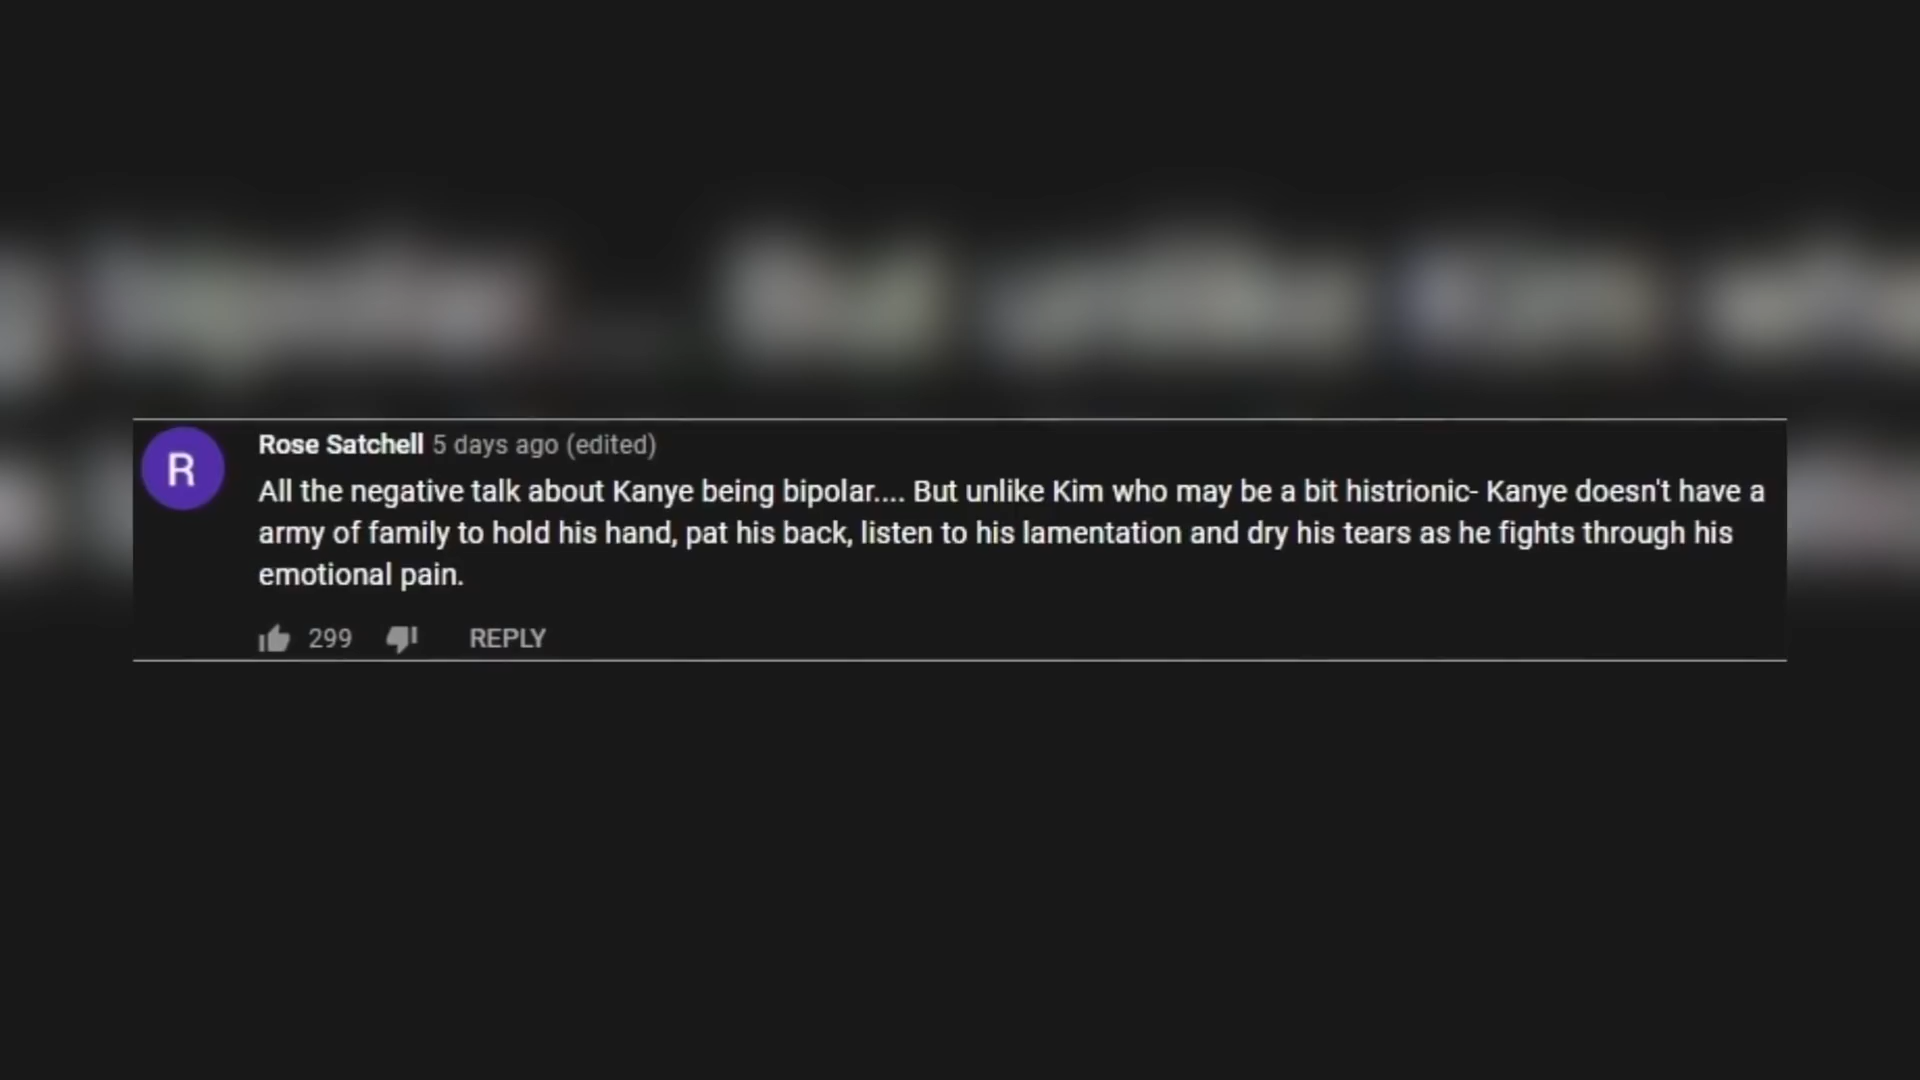 R
Rose Satchell 5 days ago (edited)
All the negative talk about Kanye being bipolar.... But unlike Kim who may be a bit histrionic- Kanye doesn't have a
army of family to hold his hand, pat his back, listen to his lamentation and dry his tears as he fights through his
emotional pain.
299 REPLY